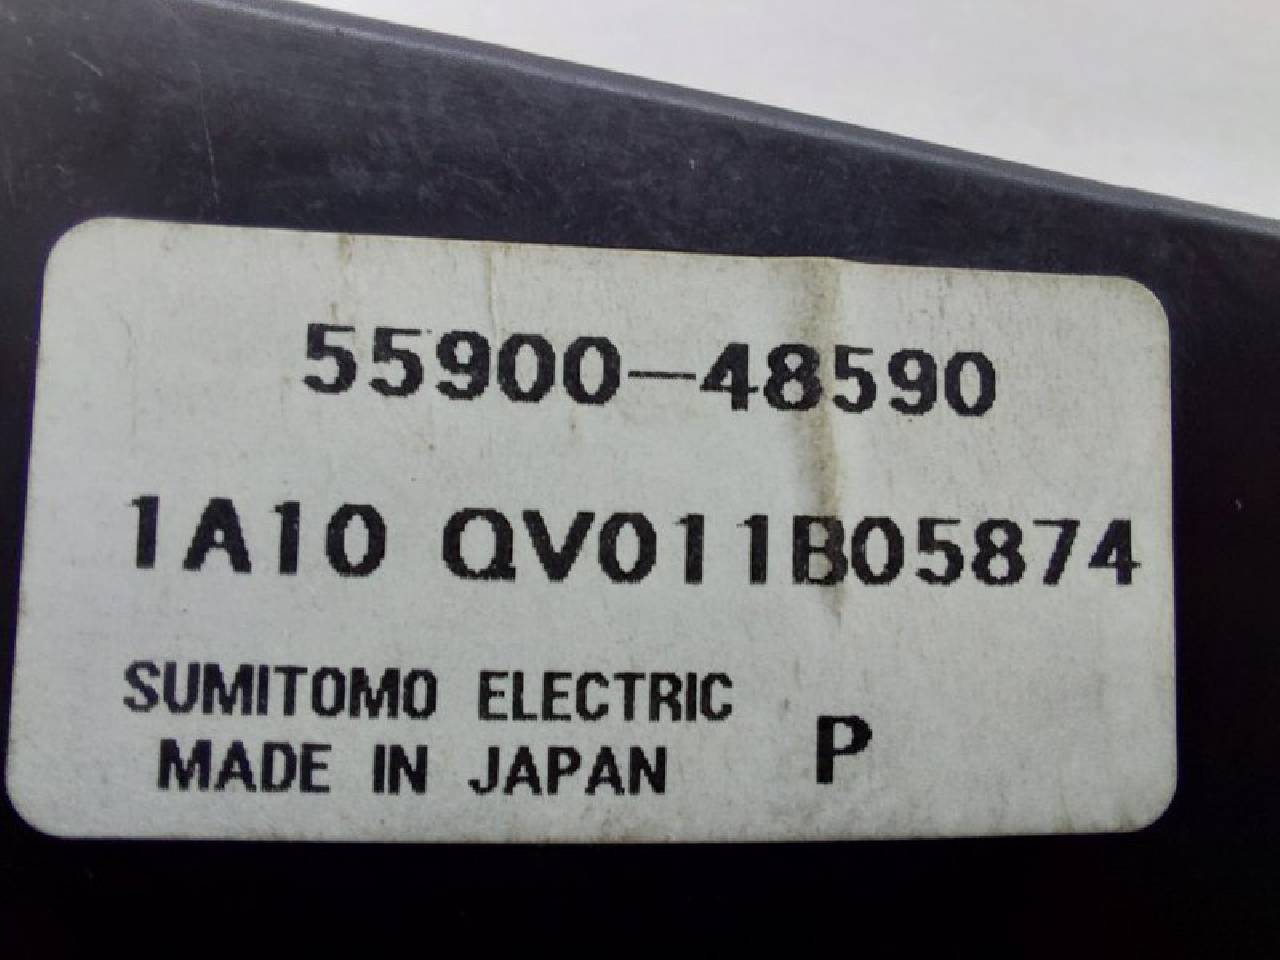 55900-48590
1A10 QV011B05874
SUMITOMO ELECTRIC
MADE IN JAPAN P